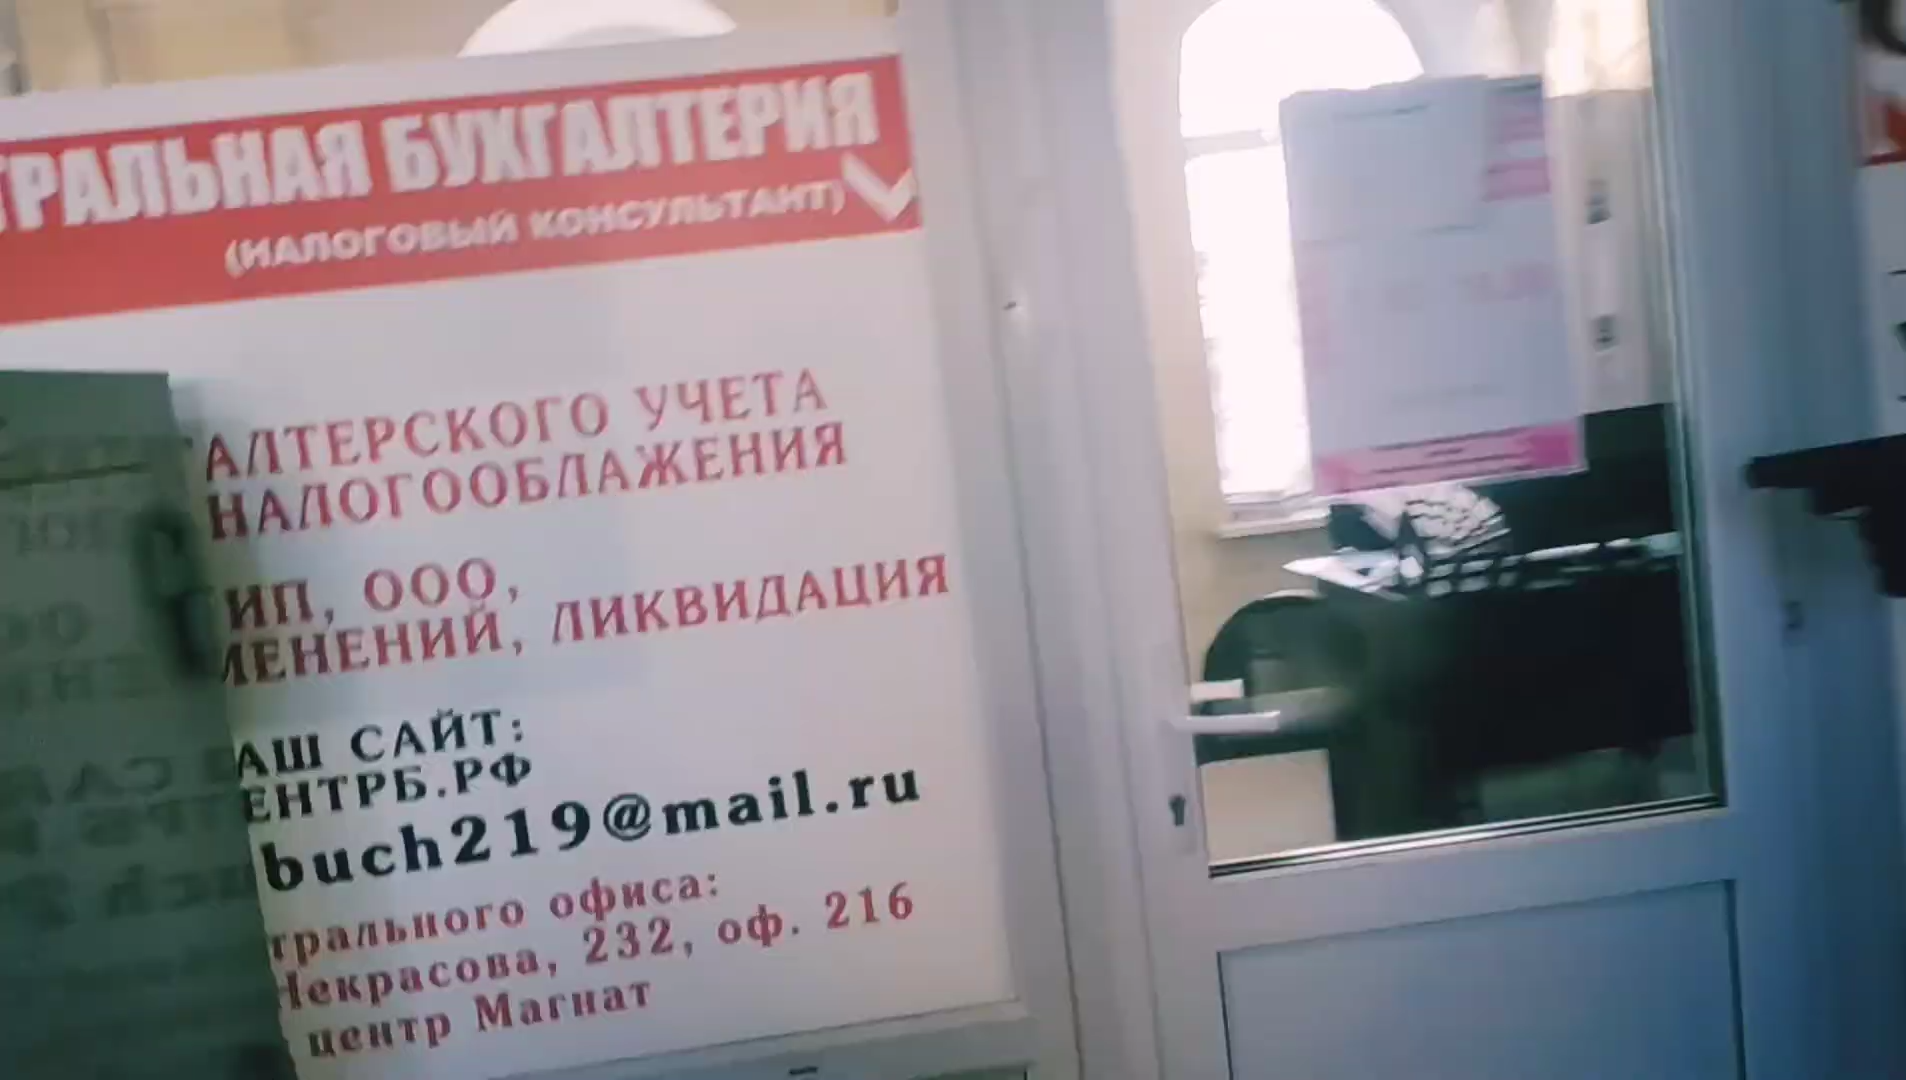 ТРАЛЬНАЯ БУХГАЛТЕРИЯ
(НАЛОГОВЫЙ КОНСУЛЬТАНТ)
АЛТЕРСКОГО УЧЕТА
НАЛОГООБЛАЖЕНИЯ
ИП, ООО,
МЕНЕНИЙ, ЛИКВИДАЦИЯ
АШ САЙТ:
ЕНТРБ.РФ
buch219@mail.ru
трального офиса:
Некрасова, 232, оф. 216
центр Магнат